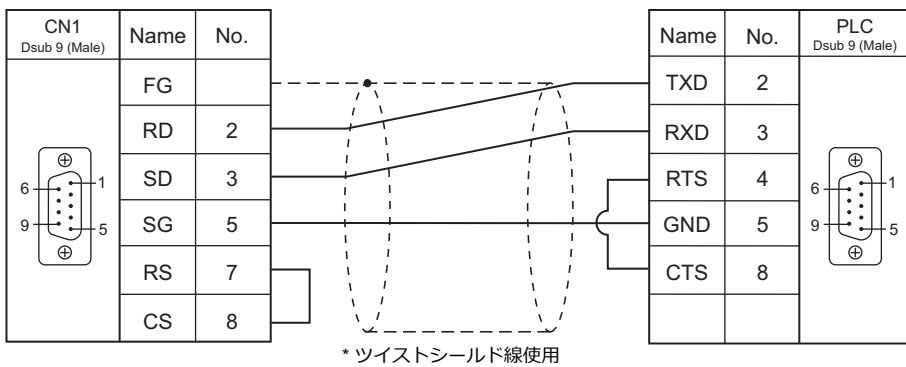 CN1
Dsub 9 (Male)
Name No.
FG
RD 2
SD 3
SG 5
RS 7
CS 8
6 1
9 5
Name No.
PLC
Dsub 9 (Male)
TXD 2
RXD 3
RTS 4
GND 5
CTS 8
6 1
9 5
* ツイストシールド線使用